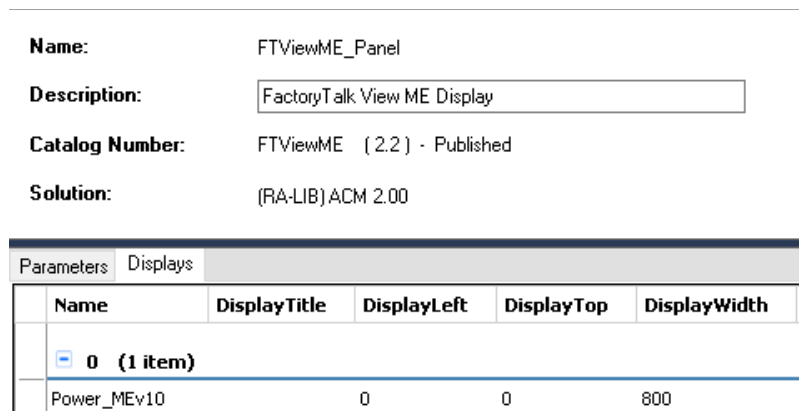 Name: FTViewME_Panel
Description: FactoryTalk View ME Display
Catalog Number: FTViewME ( 2.2 ) - Published
Solution: (RA-LIB) ACM 2.00
Parameters Displays
Name DisplayTitle DisplayLeft DisplayTop DisplayWidth
0 (1 item)
Power_MEv10 0 0 800